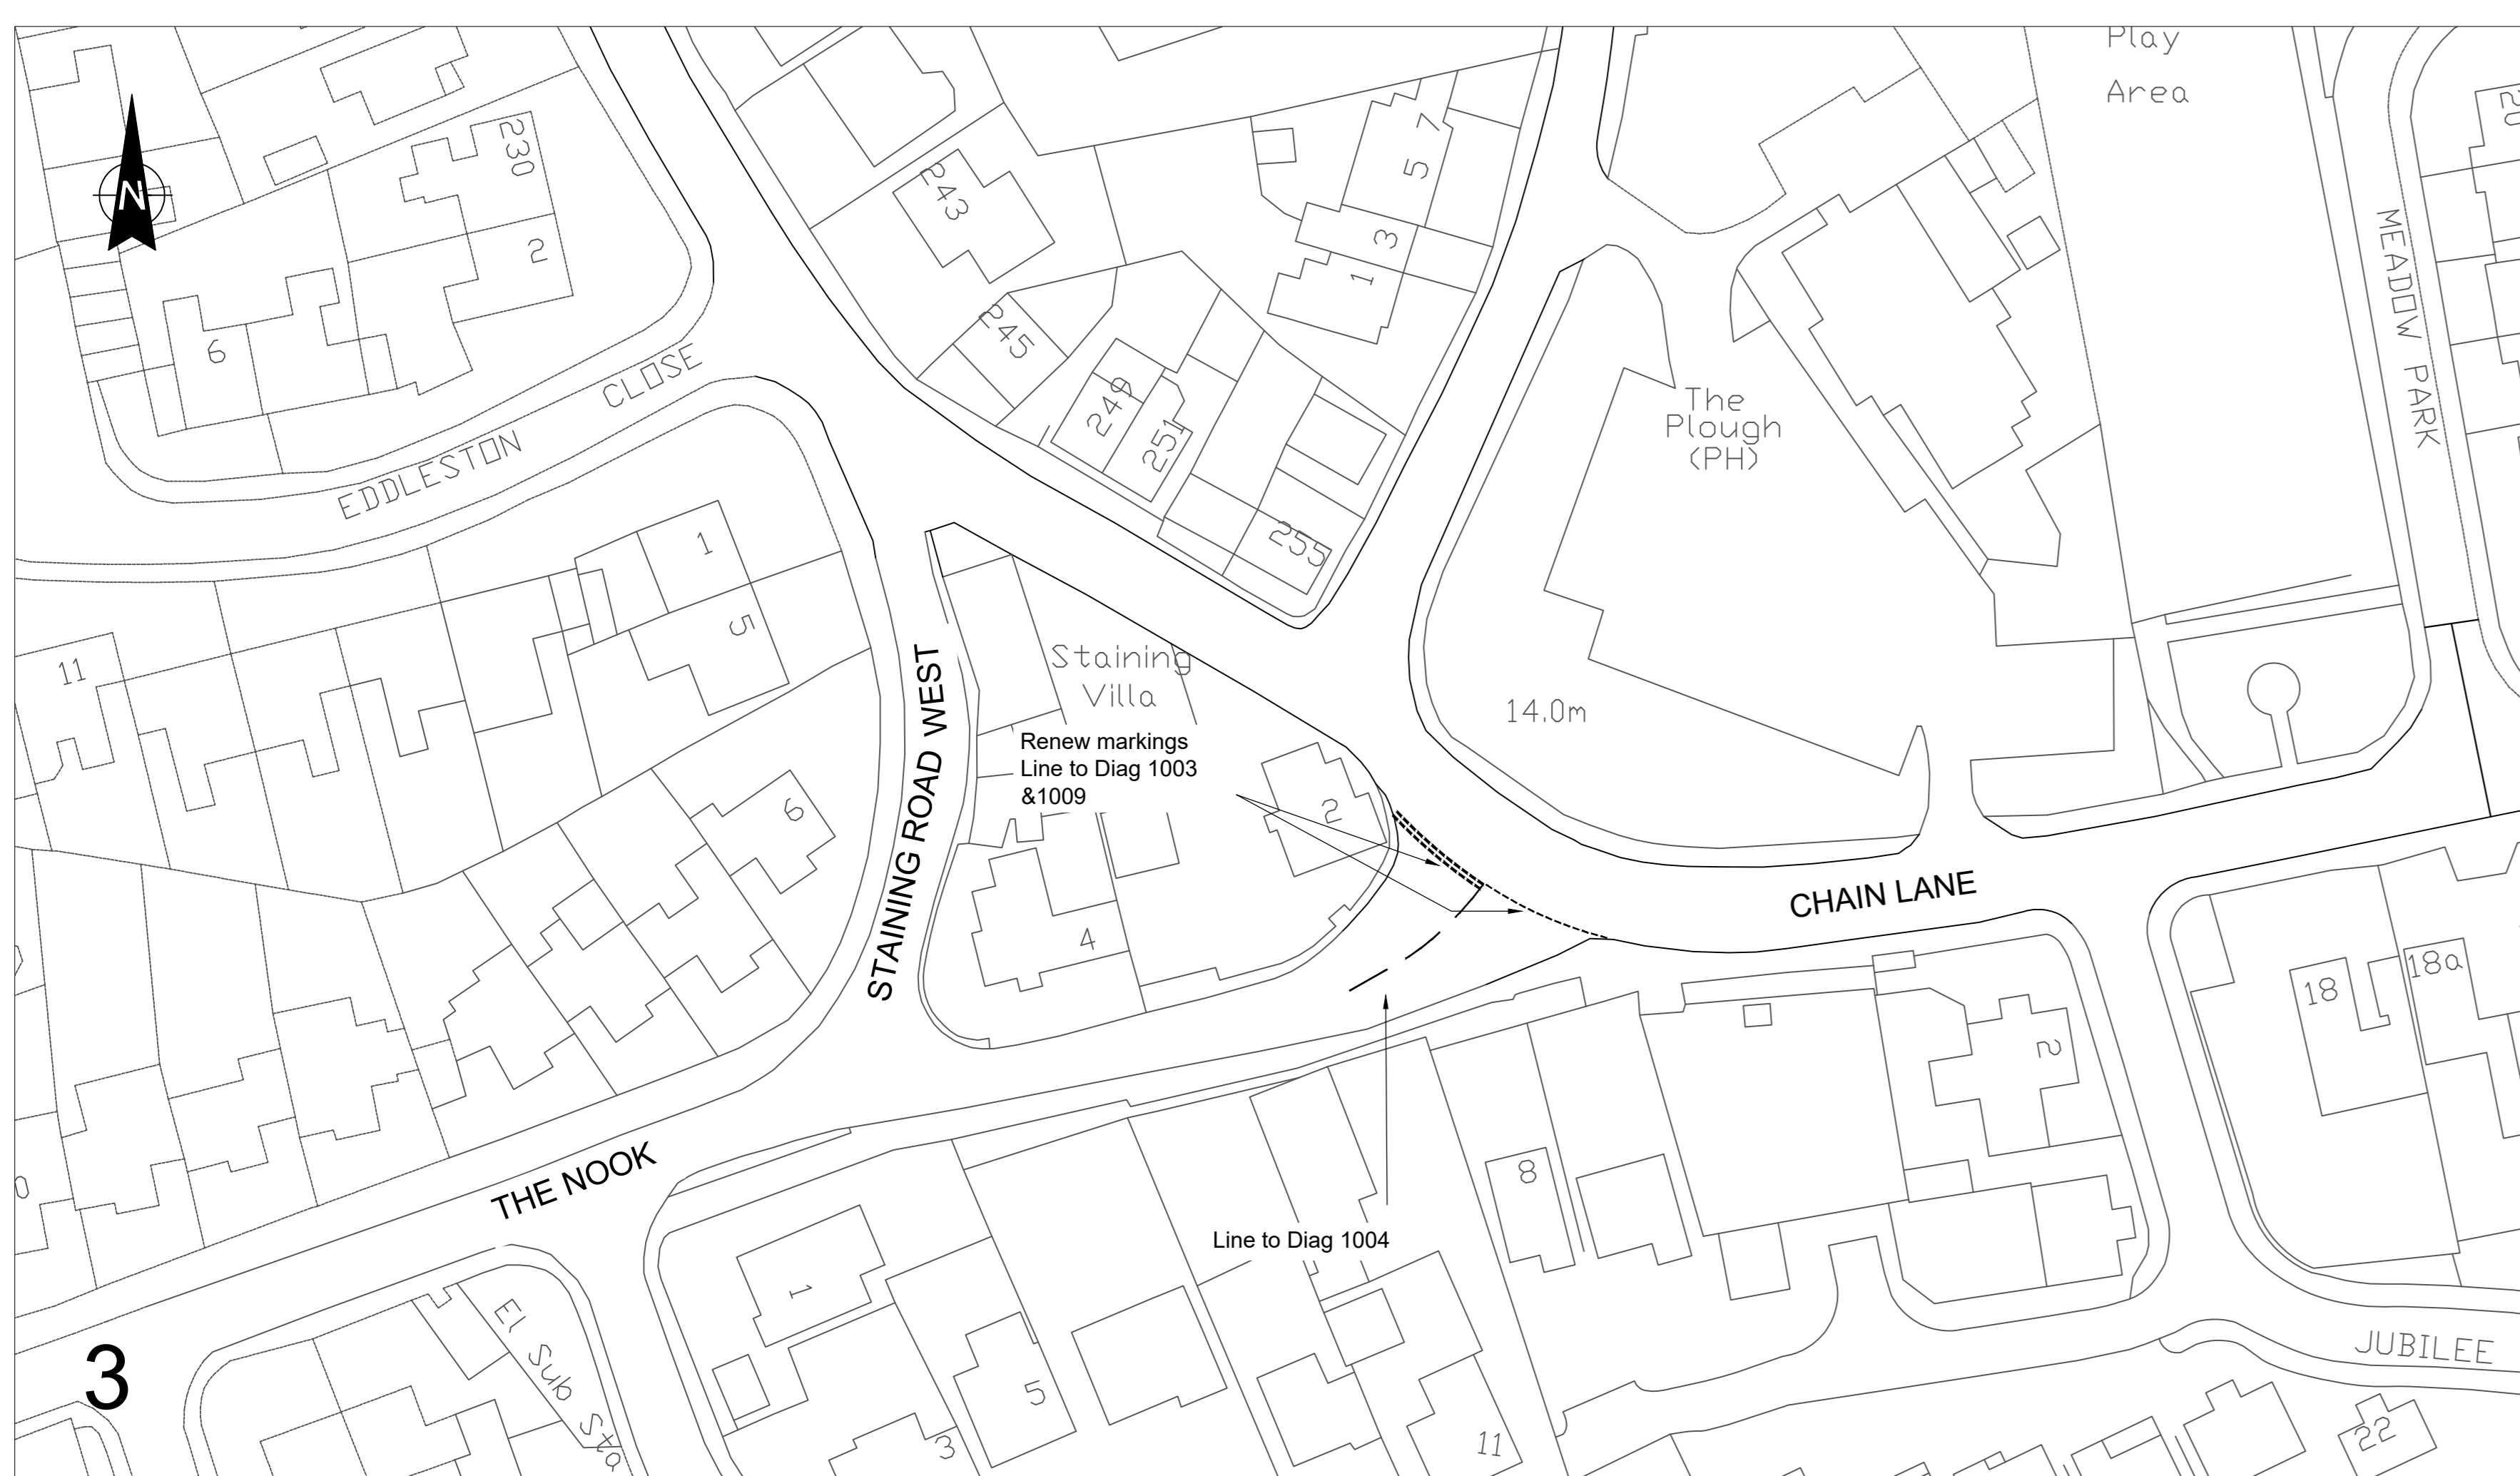 Play
Area
N
230
2
P
43
7
5
3
1
P
45
6
249
251
255
MEADOW PARK
EDDLESTON CLOSE
The
Plough
(PH)
1
5
11
Staining
Villa
14.0m
STAINING ROAD WEST
Renew markings
Line to Diag 1003
&1009
2
6
4
CHAIN LANE
18
18a
2
THE NOOK
8
Line to Diag 1004
1
El Sub Sta
5
3
11
3
JUBILEE
22